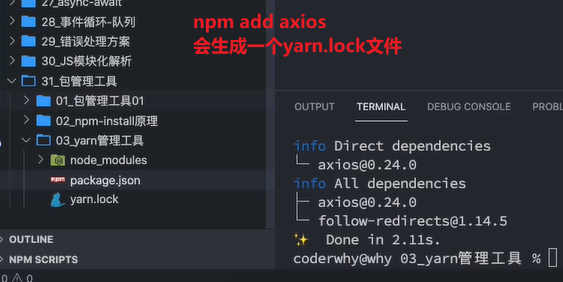 27_async-await
28_事件循环-队列
29_错误处理方案
30_JS模块化解析
31_包管理工具
01_包管理工具01
02_npm-install原理
03_yarn管理工具
node_modules
package.json
yarn.lock
OUTLINE
NPM SCRIPTS
0 0
npm add axios
会生成一个yarn.lock文件
OUTPUT TERMINAL DEBUG CONSOLE PROBL
info Direct dependencies
└─ axios@0.24.0
info All dependencies
├─ axios@0.24.0
└─ follow-redirects@1.14.5
✨ Done in 2.11s.
coderwhy@why 03_yarn管理工具 %